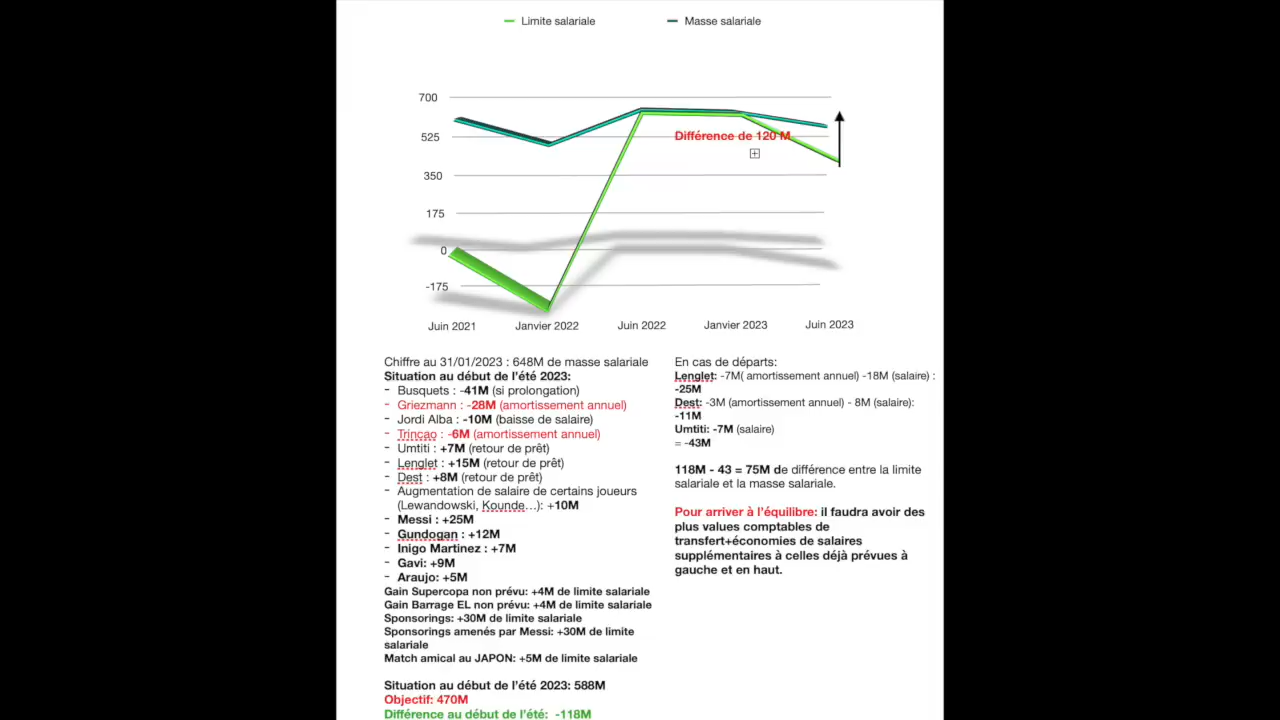 Limite salariale
Masse salariale
700
525
350
175
0
-175
Différence de 120 M
Juin 2021
Janvier 2022
Juin 2022
Janvier 2023
Juin 2023
Chiffre au 31/01/2023 : 648M de masse salariale
Situation au début de l’été 2023:
- Busquets : -41M (si prolongation)
- Griezmann : -28M (amortissement annuel)
- Jordi Alba : -10M (baisse de salaire)
- Trinçao : -6M (amortissement annuel)
- Umtiti : +7M (retour de prêt)
- Lenglet : +15M (retour de prêt)
- Dest : +8M (retour de prêt)
- Augmentation de salaire de certains joueurs
(Lewandowski, Kounde…): +10M
- Messi : +25M
- Gundogan : +12M
- Inigo Martinez : +7M
- Gavi: +9M
- Araujo: +5M
Gain Supercopa non prévu: +4M de limite salariale
Gain Barrage EL non prévu: +4M de limite salariale
Sponsorings: +30M de limite salariale
Sponsorings amenés par Messi: +30M de limite
salariale
Match amical au JAPON: +5M de limite salariale
Situation au début de l’été 2023: 588M
Objectif: 470M
Différence au début de l’été: -118M
En cas de départs:
Lenglet: -7M( amortissement annuel) -18M (salaire) :
-25M
Dest: -3M (amortissement annuel) - 8M (salaire):
-11M
Umtiti: -7M (salaire)
= -43M
118M - 43 = 75M de différence entre la limite
salariale et la masse salariale.
Pour arriver à l’équilibre: il faudra avoir des
plus values comptables de
transfert+économies de salaires
supplémentaires à celles déjà prévues à
gauche et en haut.